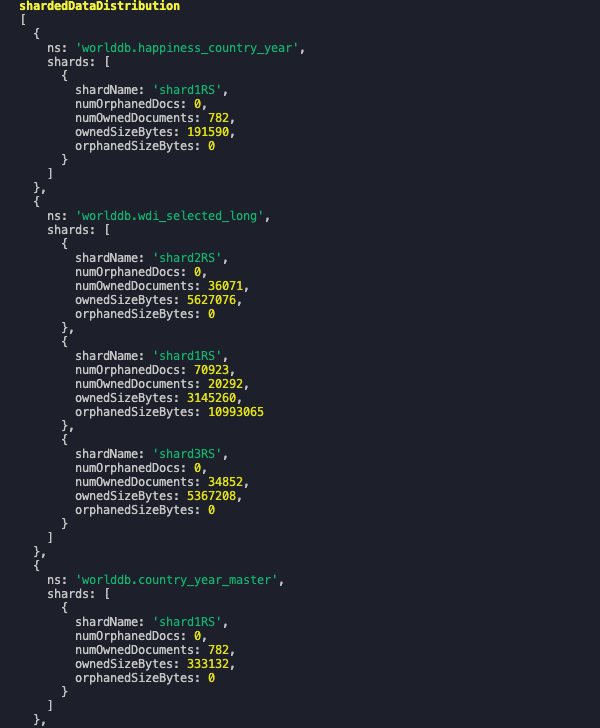 shardedDataDistribution
[
  {
    ns: 'worlddb.happiness_country_year',
    shards: [
      {
        shardName: 'shard1RS',
        numOrphanedDocs: 0,
        numOwnedDocuments: 782,
        ownedSizeBytes: 191590,
        orphanedSizeBytes: 0
      }
    ]
  },
  {
    ns: 'worlddb.wdi_selected_long',
    shards: [
      {
        shardName: 'shard2RS',
        numOrphanedDocs: 0,
        numOwnedDocuments: 36071,
        ownedSizeBytes: 5627076,
        orphanedSizeBytes: 0
      },
      {
        shardName: 'shard1RS',
        numOrphanedDocs: 70923,
        numOwnedDocuments: 20292,
        ownedSizeBytes: 3145260,
        orphanedSizeBytes: 10993065
      },
      {
        shardName: 'shard3RS',
        numOrphanedDocs: 0,
        numOwnedDocuments: 34852,
        ownedSizeBytes: 5367208,
        orphanedSizeBytes: 0
      }
    ]
  },
  {
    ns: 'worlddb.country_year_master',
    shards: [
      {
        shardName: 'shard1RS',
        numOrphanedDocs: 0,
        numOwnedDocuments: 782,
        ownedSizeBytes: 333132,
        orphanedSizeBytes: 0
      }
    ]
  },